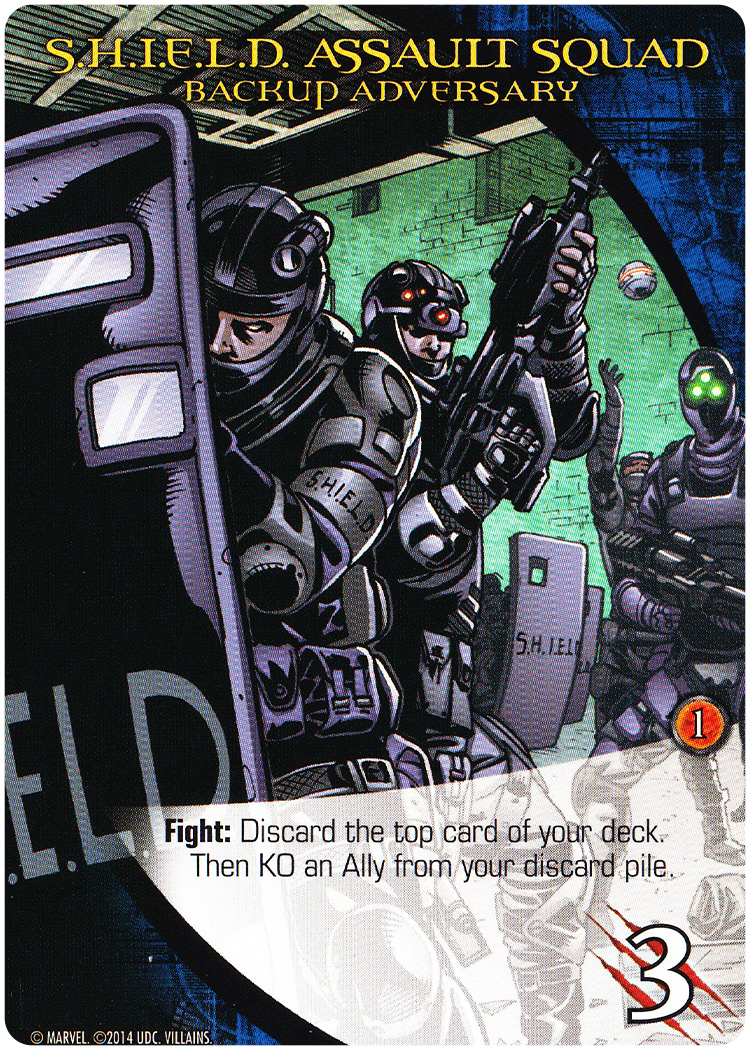 S.H.I.E.L.D. ASSAULT SQUAD
BACKUP ADVERSARY
S.H.I.E.L.D
S.H.I.EL
1
.E.L.D.
Fight: Discard the top card of your deck.
Then KO an Ally from your discard pile.
3
© MARVEL. ©2014 UDC. VILLAINS.